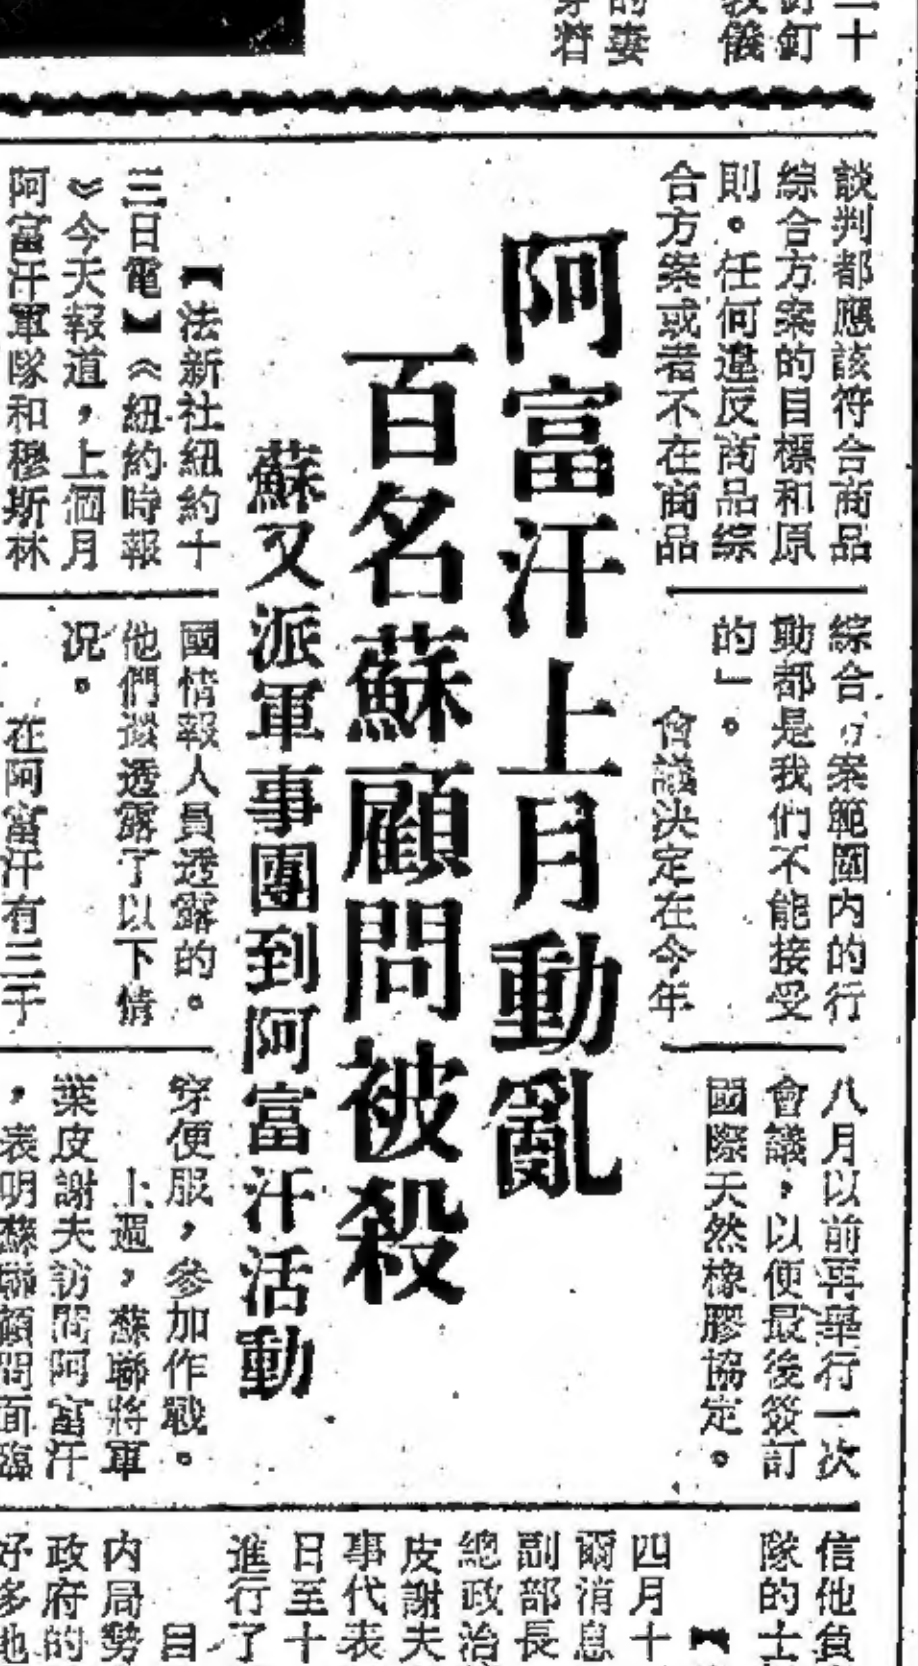 談判都應該符合商品
綜合方案的目標和原
則。任何違反商品綜
合方案或者不在商品
綜合方案範圍內的行
動都是我們不能接受
的」。
會議決定在今年
八月以前再舉行一次
會議，以便最後簽訂
國際天然橡膠協定。
阿富汗上月動亂
百名蘇顧問被殺
蘇又派軍事團到阿富汗活動
【法新社紐約十
三日電】《紐約時報
》今天報道，上個月
阿富汗軍隊和穆斯林
國情報人員透露的。
他們還透露了以下情
况。
在阿富汗有三千
穿便服，參加作戰。
上週，蘇聯將軍
葉皮謝夫訪問阿富汗
，表明蘇聯顧問面臨
信他負
隊的士
【
四月十
爾消息
副部長
總政治
皮謝夫
事代表
日至十
進行了
目
內局勢
政府的
好多地
二十
釘
教儀
的妻
穿着